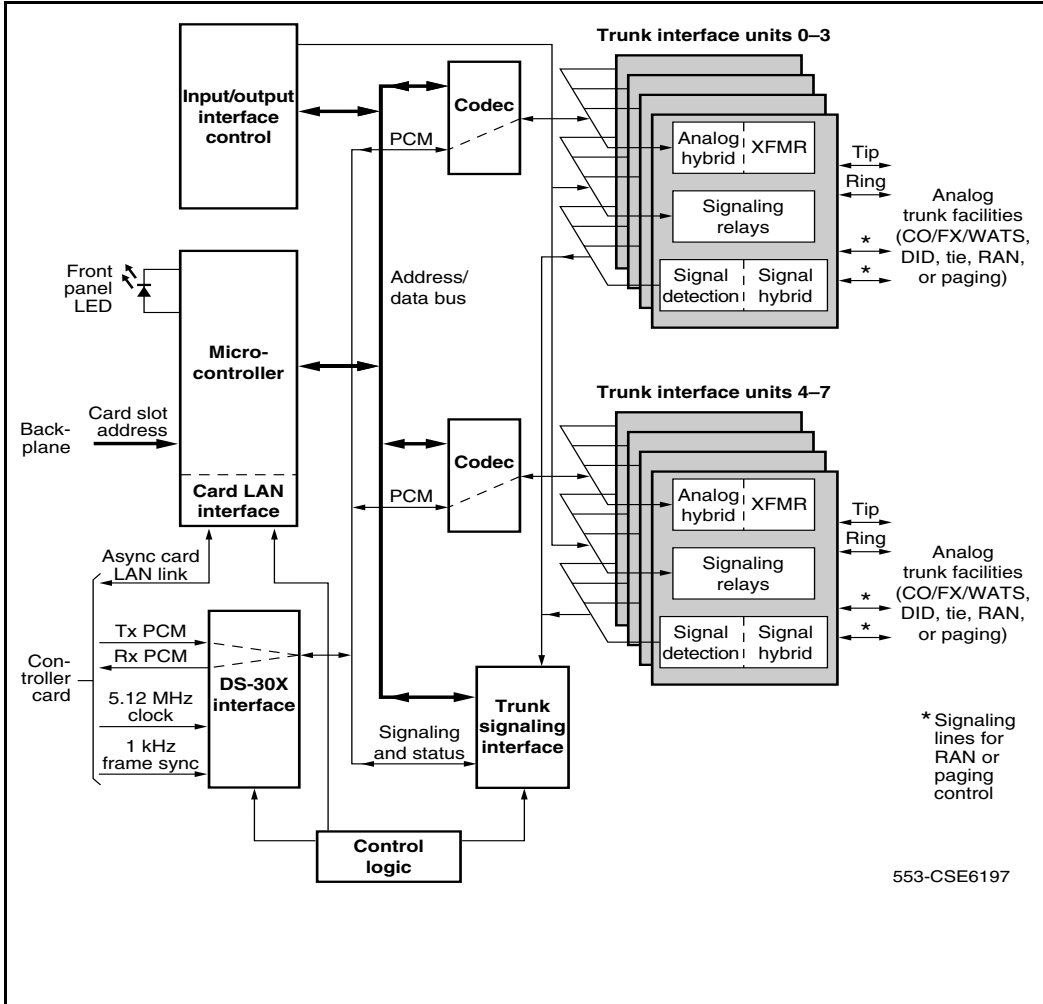 Trunk interface units 0–3
Input/output
interface
control
Codec
PCM
Analog
hybrid
XFMR
Signaling
relays
Signal
detection
Signal
hybrid
Tip
Ring
*
*
Analog
trunk facilities
(CO/FX/WATS,
DID, tie, RAN,
or paging)
Front
panel
LED
Address/
data bus
Micro-
controller
Back-
plane
Card slot
address
Card LAN
interface
Trunk interface units 4–7
Codec
PCM
Analog
hybrid
XFMR
Signaling
relays
Signal
detection
Signal
hybrid
Tip
Ring
*
*
Analog
trunk facilities
(CO/FX/WATS,
DID, tie, RAN,
or paging)
Async card
LAN link
Con-
troller
card
Tx PCM
Rx PCM
5.12 MHz
clock
1 kHz
frame sync
DS-30X
interface
Signaling
and status
Trunk
signaling
interface
Control
logic
* Signaling
lines for
RAN or
paging
control
553-CSE6197